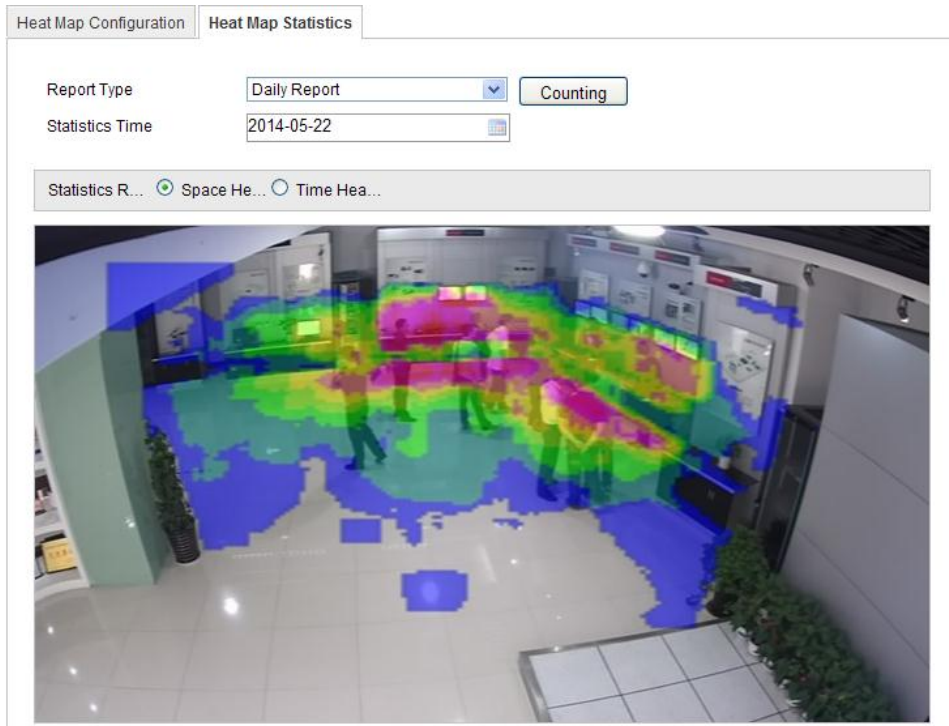 Heat Map Configuration
Heat Map Statistics
Report Type
Daily Report
Counting
Statistics Time
2014-05-22
Statistics R...
Space He...
Time Hea...